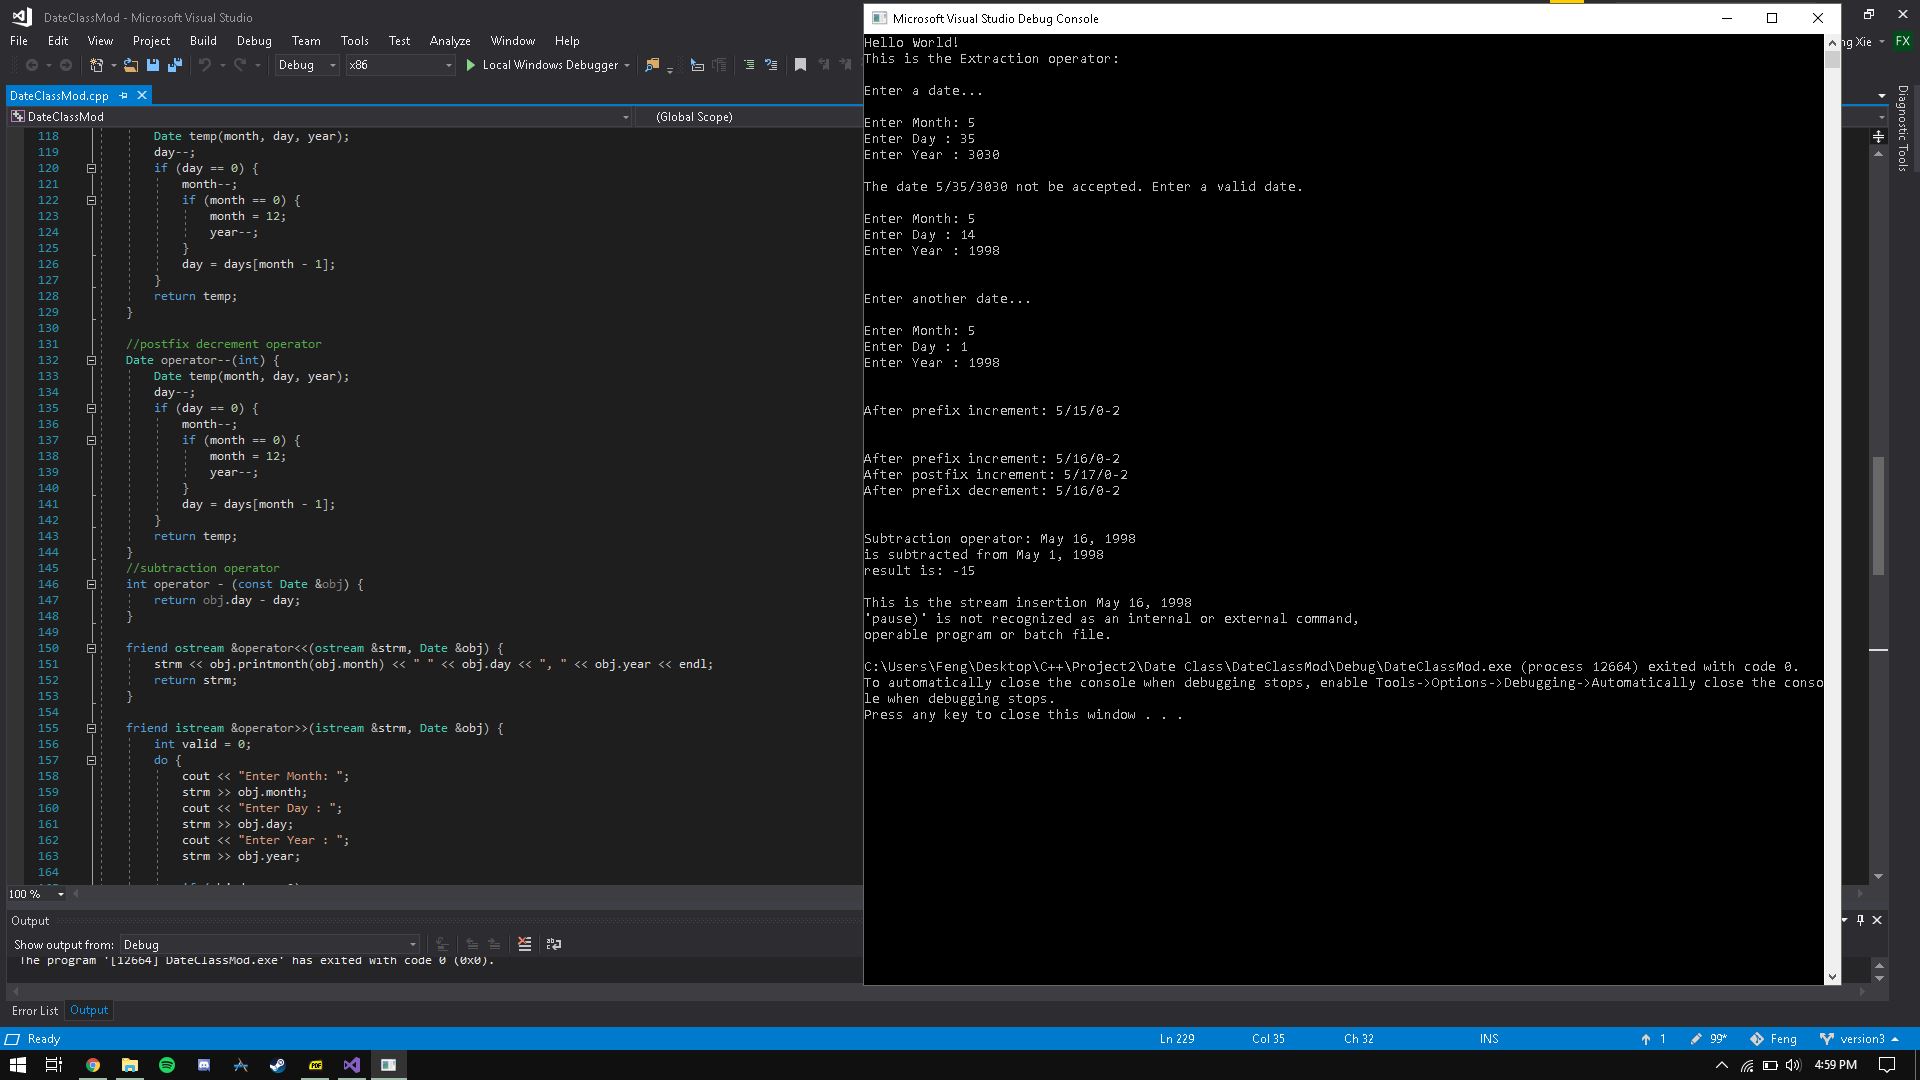 DateClassMod - Microsoft Visual Studio
File Edit View Project Build Debug Team Tools Test Analyze Window Help
ng Xie FX
Debug x86 Local Windows Debugger
DateClassMod.cpp
DateClassMod (Global Scope)
118 Date temp(month, day, year);
119 day--;
120 if (day == 0) {
121 month--;
122 if (month == 0) {
123 month = 12;
124 year--;
125 }
126 day = days[month - 1];
127 }
128 return temp;
129 }
130
131 //postfix decrement operator
132 Date operator--(int) {
133 Date temp(month, day, year);
134 day--;
135 if (day == 0) {
136 month--;
137 if (month == 0) {
138 month = 12;
139 year--;
140 }
141 day = days[month - 1];
142 }
143 return temp;
144 }
145 //subtraction operator
146 int operator - (const Date &obj) {
147 return obj.day - day;
148 }
149
150 friend ostream &operator<<(ostream &strm, Date &obj) {
151 strm << obj.printmonth(obj.month) << " " << obj.day << ", " << obj.year << endl;
152 return strm;
153 }
154
155 friend istream &operator>>(istream &strm, Date &obj) {
156 int valid = 0;
157 do {
158 cout << "Enter Month: ";
159 strm >> obj.month;
160 cout << "Enter Day : ";
161 strm >> obj.day;
162 cout << "Enter Year : ";
163 strm >> obj.year;
164
100 %
Output
Show output from: Debug
The program '[12664] DateClassMod.exe' has exited with code 0 (0x0).
Error List Output
Microsoft Visual Studio Debug Console
Hello World!
This is the Extraction operator:
Enter a date...
Enter Month: 5
Enter Day : 35
Enter Year : 3030
The date 5/35/3030 not be accepted. Enter a valid date.
Enter Month: 5
Enter Day : 14
Enter Year : 1998
Enter another date...
Enter Month: 5
Enter Day : 1
Enter Year : 1998
After prefix increment: 5/15/0-2
After prefix increment: 5/16/0-2
After postfix increment: 5/17/0-2
After prefix decrement: 5/16/0-2
Subtraction operator: May 16, 1998
is subtracted from May 1, 1998
result is: -15
This is the stream insertion May 16, 1998
'pause)' is not recognized as an internal or external command,
operable program or batch file.
C:\Users\Feng\Desktop\C++\Project2\Date Class\DateClassMod\Debug\DateClassMod.exe (process 12664) exited with code 0.
To automatically close the console when debugging stops, enable Tools->Options->Debugging->Automatically close the conso
le when debugging stops.
Press any key to close this window . . .
Diagnostic Tools
Ready Ln 229 Col 35 Ch 32 INS 1 99* Feng version3
4:59 PM